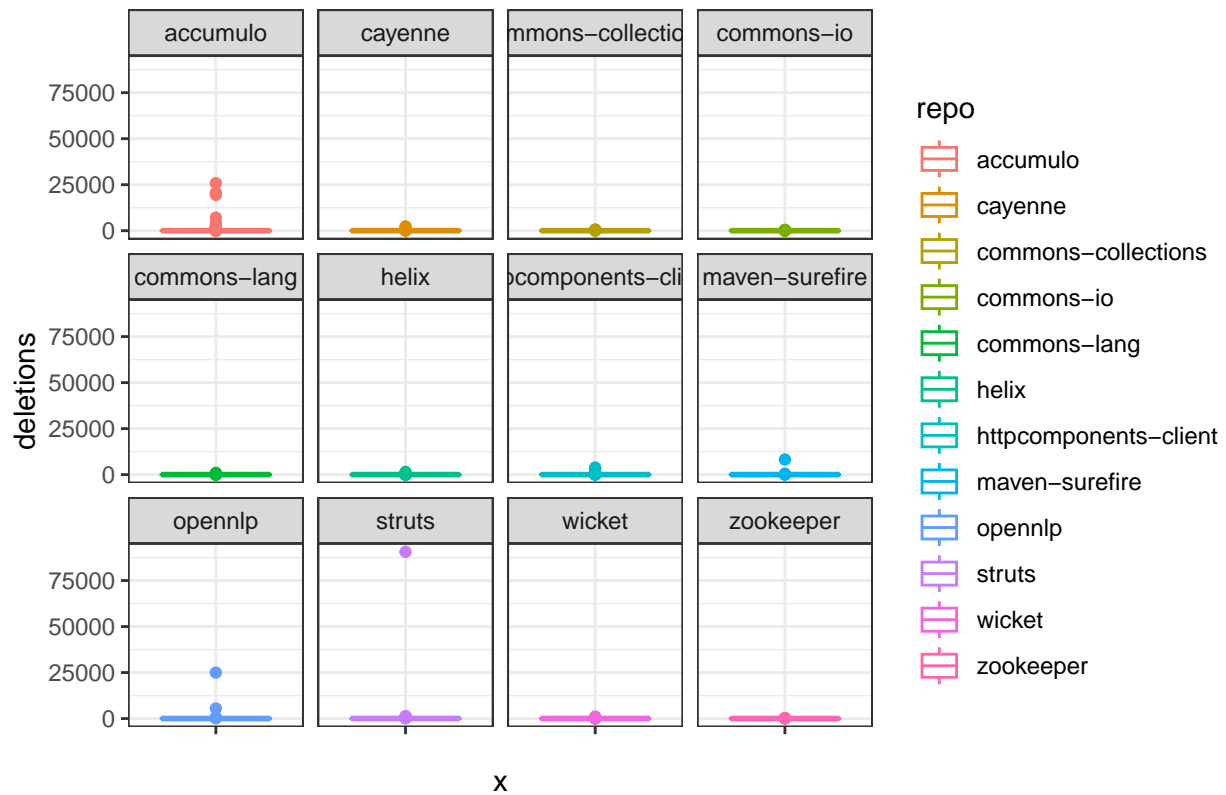 accumulo cayenne mmons−collectio commons−io
75000
50000
25000
0
commons−lang helix ocomponents−cli maven−surefire
75000
50000
25000
0
opennlp struts wicket zookeeper
75000
50000
25000
0
deletions
x
repo
accumulo
cayenne
commons−collections
commons−io
commons−lang
helix
httpcomponents−client
maven−surefire
opennlp
struts
wicket
zookeeper